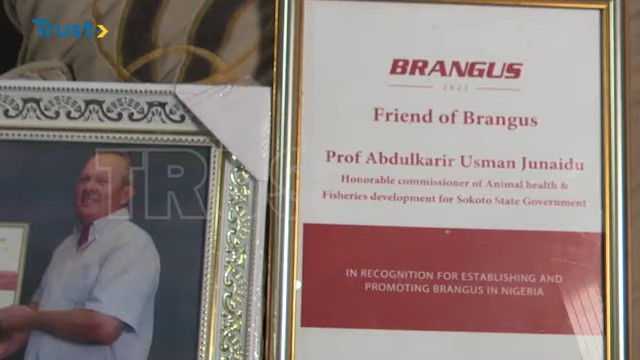 Trust
BRANGUS
2022
Friend of Brangus
Prof Abdulkarir Usman Junaidu
Honorable commissioner of Animal health &
Fisheries development for Sokoto State Government
IN RECOGNITION FOR ESTABLISHING AND
PROMOTING BRANGUS IN NIGERIA
TRUST